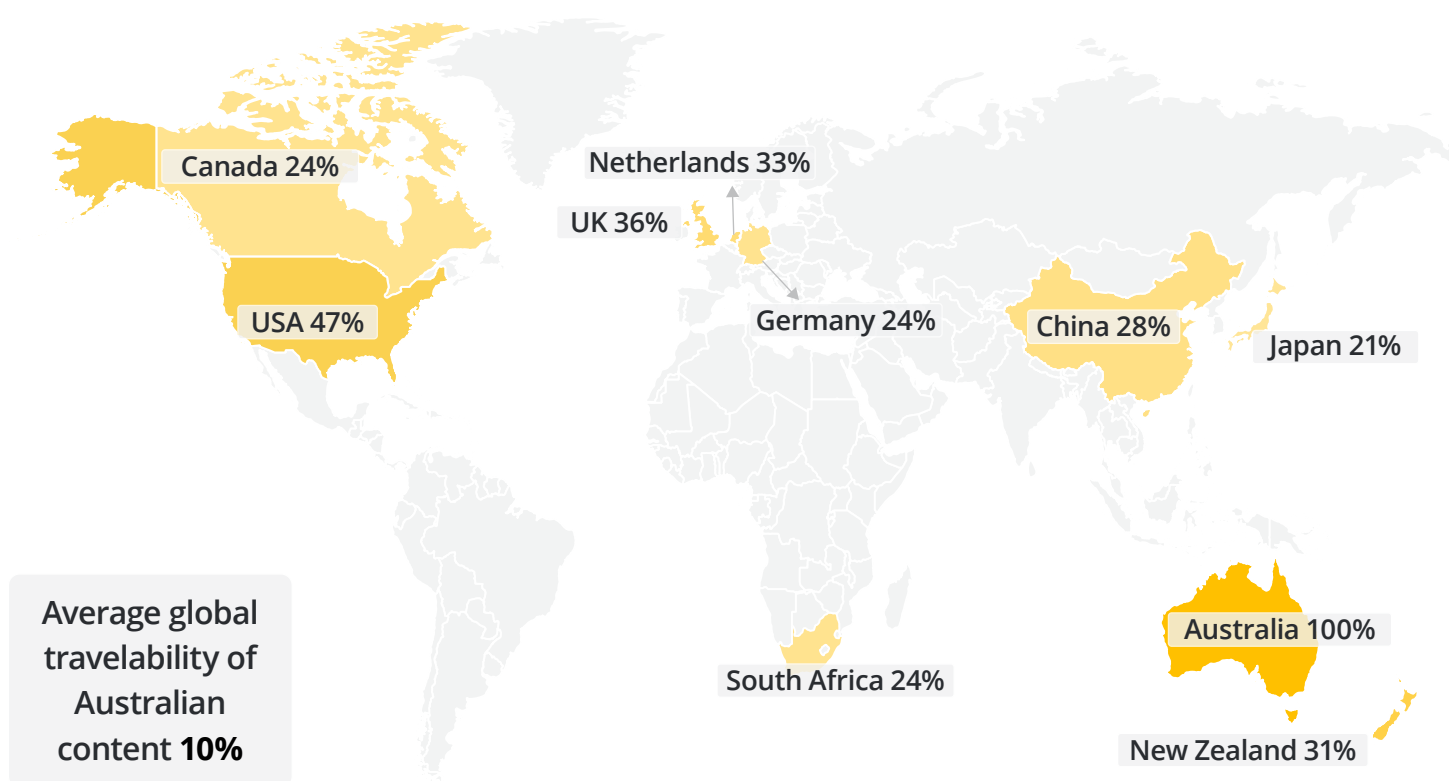 Canada 24%
Netherlands 33%
UK 36%
USA 47%
Germany 24%
China 28%
Japan 21%
Average global
travelability of
Australian
content 10%
South Africa 24%
Australia 100%
New Zealand 31%